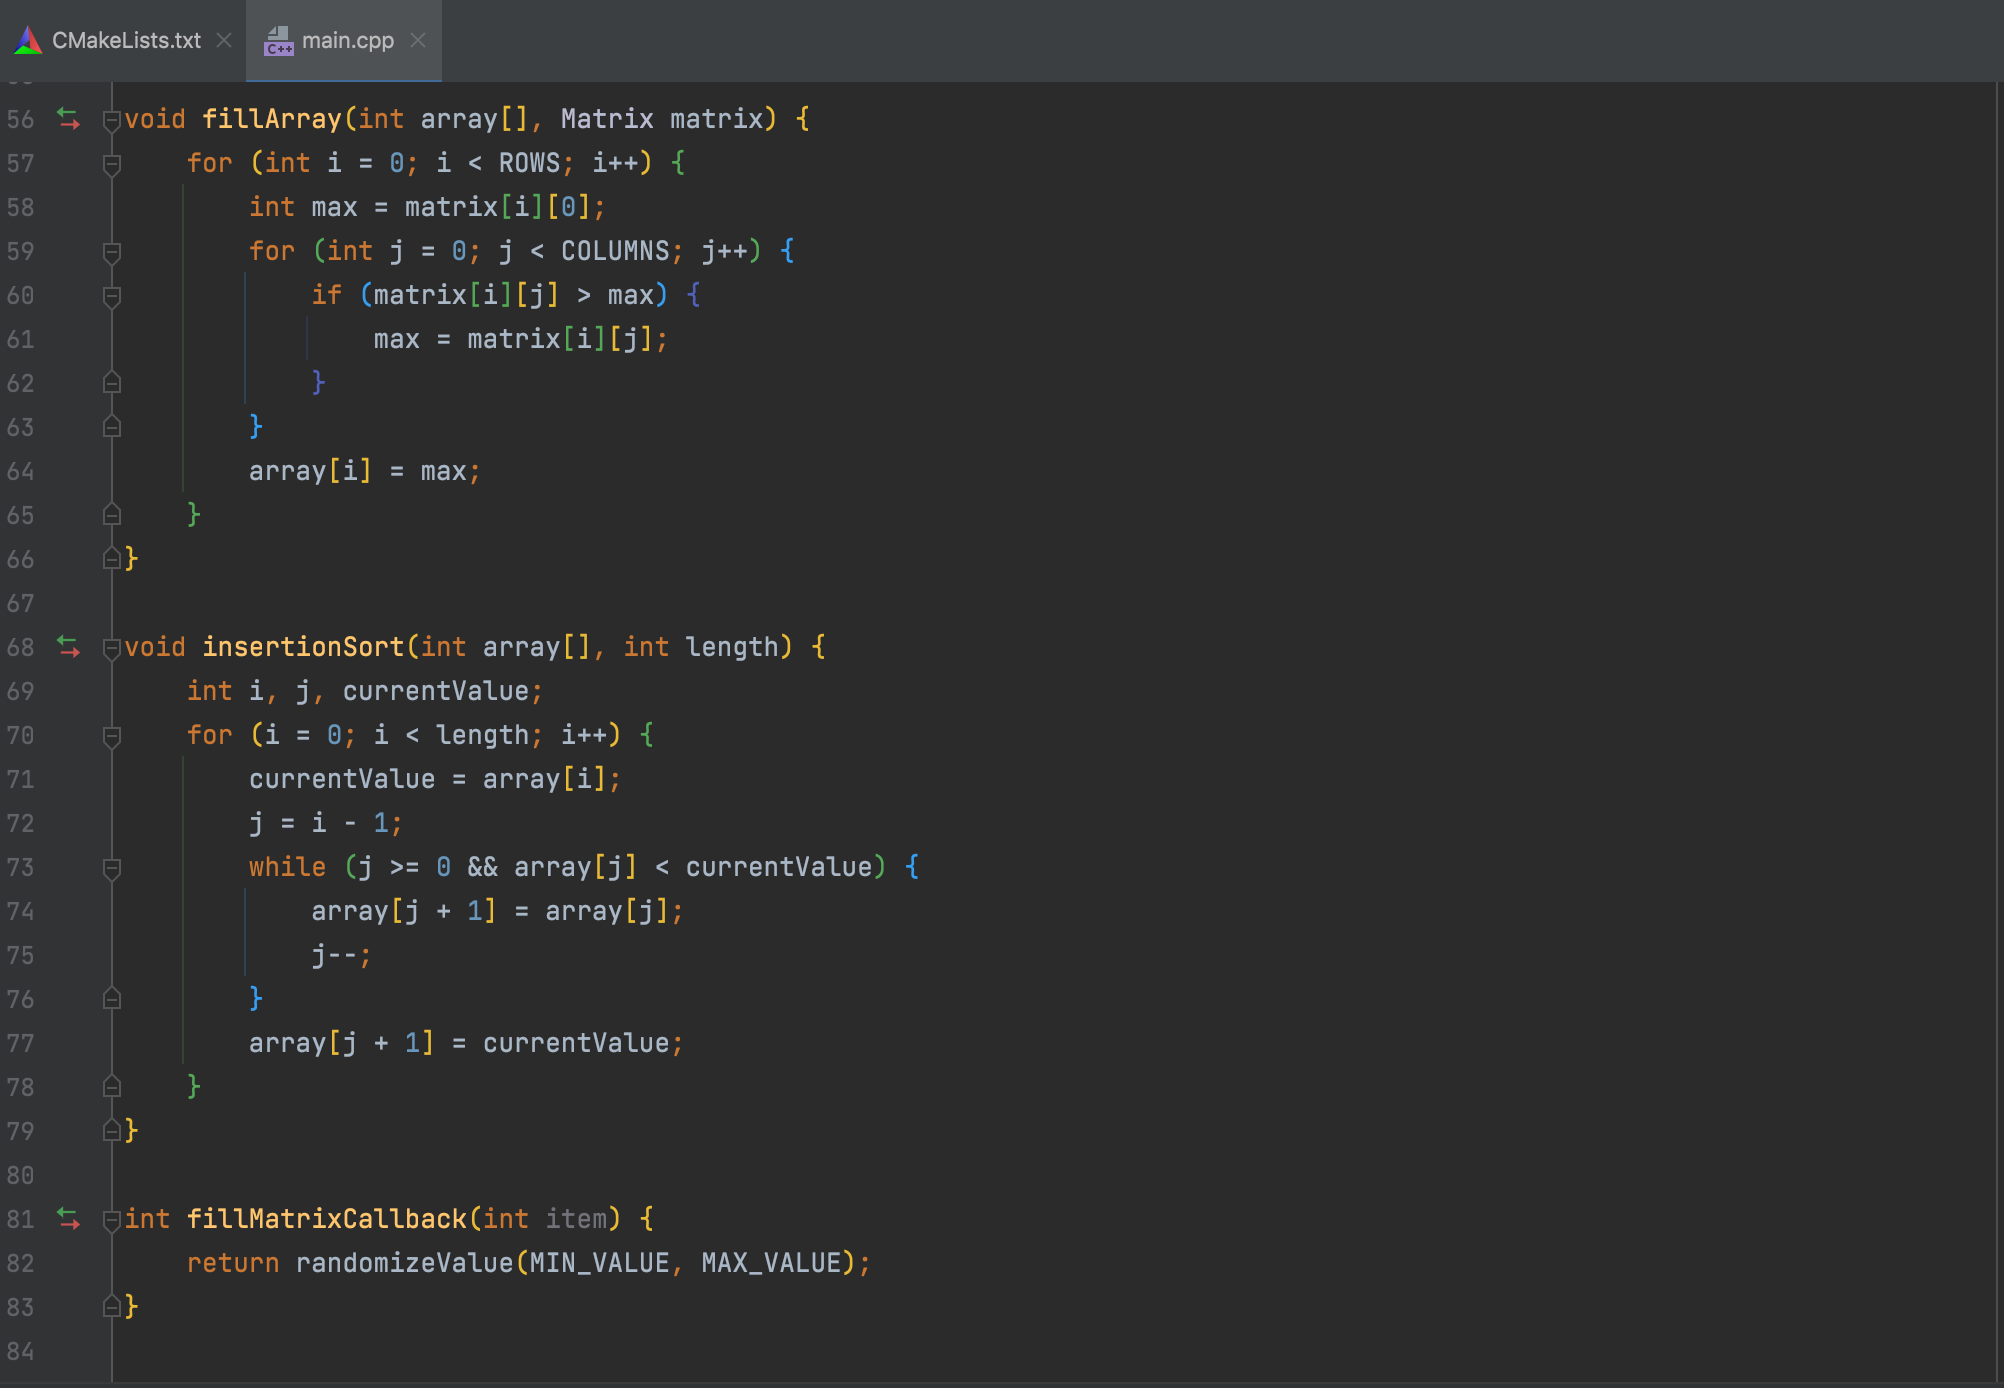 CMakeLists.txt main.cpp
56 void fillArray(int array[], Matrix matrix) {
57     for (int i = 0; i < ROWS; i++) {
58         int max = matrix[i][0];
59         for (int j = 0; j < COLUMNS; j++) {
60             if (matrix[i][j] > max) {
61                 max = matrix[i][j];
62             }
63         }
64         array[i] = max;
65     }
66 }
67
68 void insertionSort(int array[], int length) {
69     int i, j, currentValue;
70     for (i = 0; i < length; i++) {
71         currentValue = array[i];
72         j = i - 1;
73         while (j >= 0 && array[j] < currentValue) {
74             array[j + 1] = array[j];
75             j--;
76         }
77         array[j + 1] = currentValue;
78     }
79 }
80
81 int fillMatrixCallback(int item) {
82     return randomizeValue(MIN_VALUE, MAX_VALUE);
83 }
84